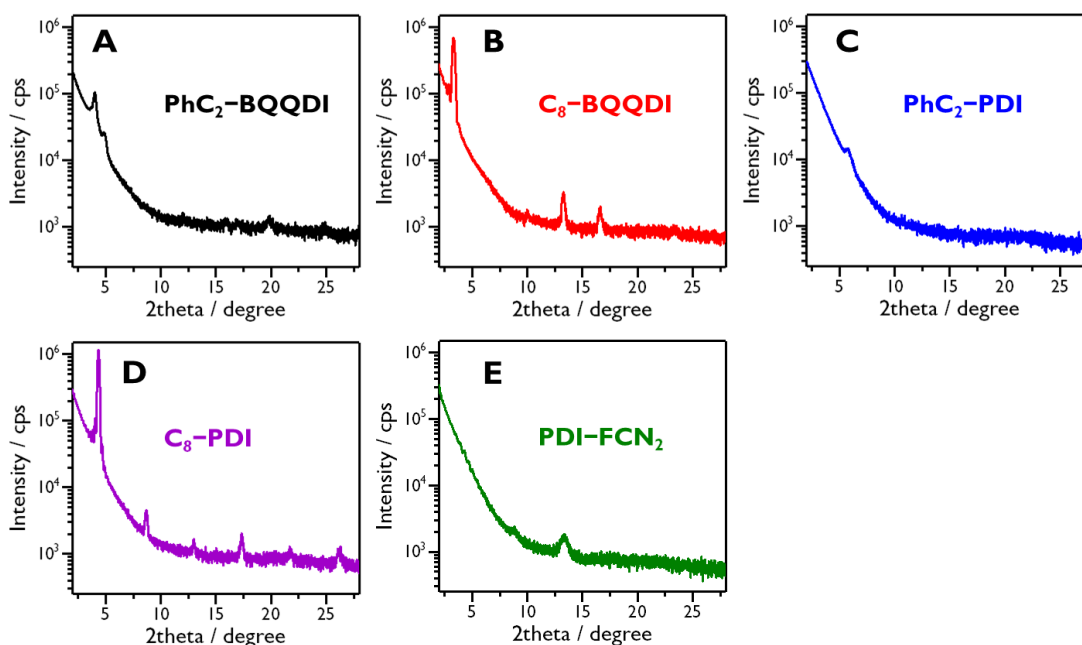 A
PhC₂−BQQDI
Intensity / cps
10⁶
10⁵
10⁴
10³
5 10 15 20 25
2theta / degree
B
C₈−BQQDI
Intensity / cps
10⁶
10⁵
10⁴
10³
5 10 15 20 25
2theta / degree
C
PhC₂−PDI
Intensity / cps
10⁶
10⁵
10⁴
10³
5 10 15 20 25
2theta / degree
D
C₈−PDI
Intensity / cps
10⁶
10⁵
10⁴
10³
5 10 15 20 25
2theta / degree
E
PDI−FCN₂
Intensity / cps
10⁶
10⁵
10⁴
10³
5 10 15 20 25
2theta / degree